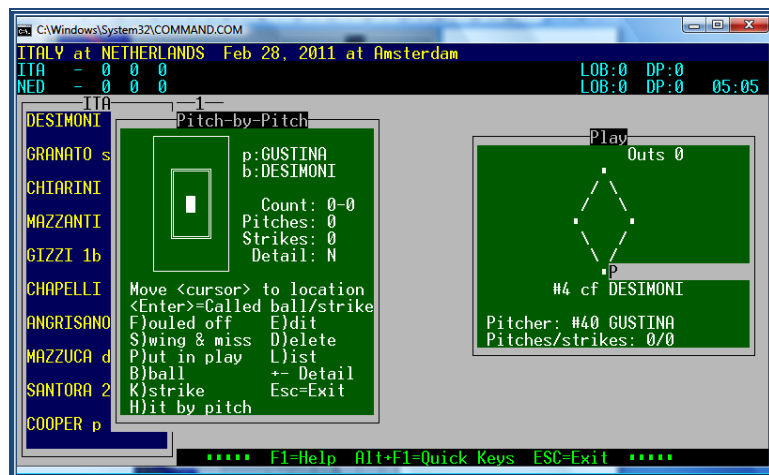 C:\Windows\System32\COMMAND.COM
ITALY at NETHERLANDS Feb 28, 2011 at Amsterdam
ITA - 0 0 0 LOB:0 DP:0
NED - 0 0 0 LOB:0 DP:0 05:05
ITA 1
DESIMONI
GRANATO s
CHIARINI
MAZZANTI
GIZZI 1b
CHAPELLI
ANGRISANO
MAZZUCA d
SANTORA 2
COOPER p
Pitch-by-Pitch
p:GUSTINA
b:DESIMONI
Count: 0-0
Pitches: 0
Strikes: 0
Detail: N
Move <cursor> to location
<Enter>=Called ball/strike
F)ouled off E)dit
S)wing & miss D)elete
P)ut in play L)ist
B)ball +- Detail
K)strike Esc=Exit
H)it by pitch
Play
Outs 0
P
#4 cf DESIMONI
Pitcher: #40 GUSTINA
Pitches/strikes: 0/0
F1=Help Alt+F1=Quick Keys ESC=Exit